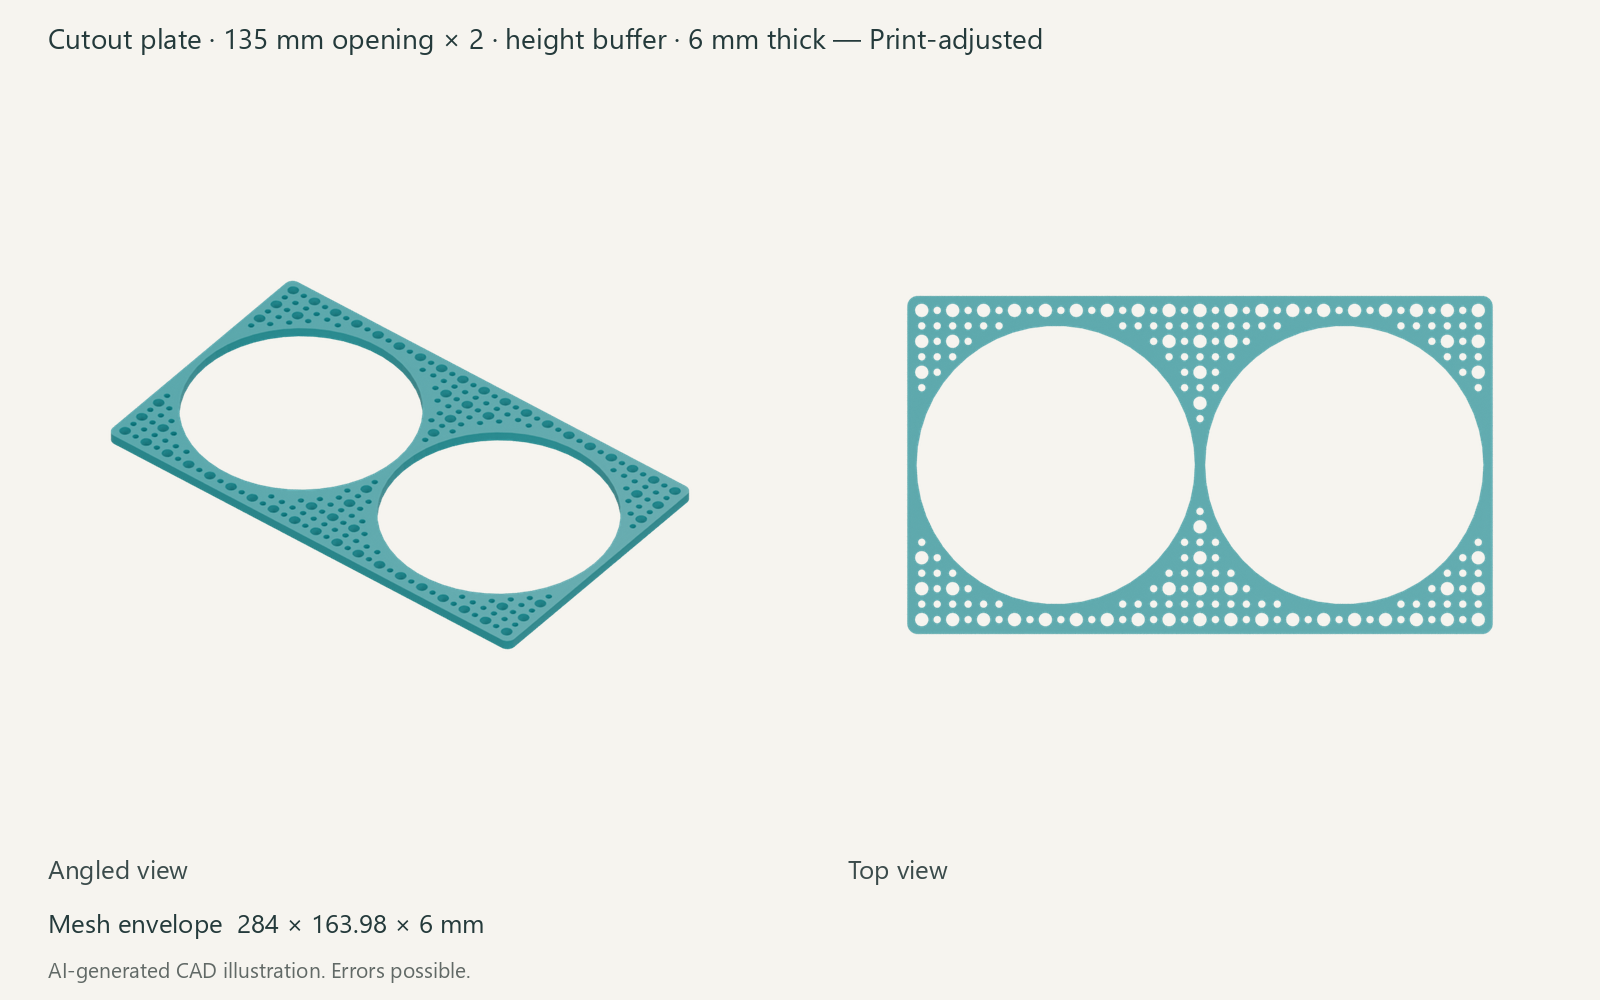 Cutout plate · 135 mm opening × 2 · height buffer · 6 mm thick — Print-adjusted
Angled view
Top view
Mesh envelope 284 × 163.98 × 6 mm
AI-generated CAD illustration. Errors possible.